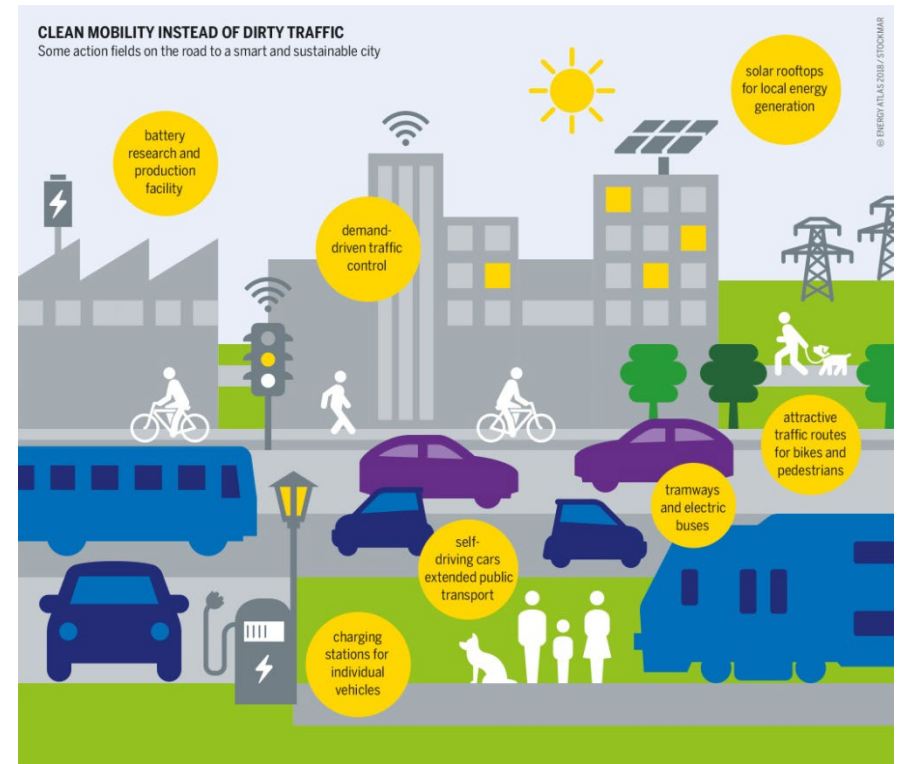 CLEAN MOBILITY INSTEAD OF DIRTY TRAFFIC
Some action fields on the road to a smart and sustainable city
© ENERGY ATLAS 2018 / STOCKMAR
solar rooftops
for local energy
generation
battery
research and
production
facility
demand-
driven traffic
control
attractive
traffic routes
for bikes and
pedestrians
tramways
and electric
buses
self-
driving cars
extended public
transport
charging
stations for
individual
vehicles